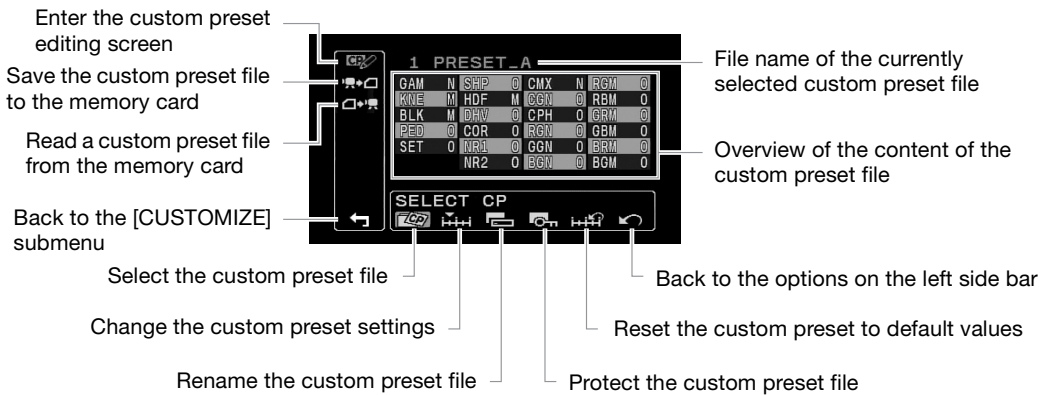 Enter the custom preset
editing screen
Save the custom preset file
to the memory card
Read a custom preset file
from the memory card
Back to the [CUSTOMIZE]
submenu
CP
1 PRESET_A
GAM N SHP 0 CMX N RGM 0
KNE M HDF M CGN 0 RBM 0
BLK M DHV 0 CPH 0 GRM 0
PED 0 COR 0 RGN 0 GBM 0
SET 0 NR1 0 GGN 0 BRM 0
NR2 0 BGN 0 BGM 0
SELECT CP
CP
File name of the currently
selected custom preset file
Overview of the content of the
custom preset file
Select the custom preset file
Back to the options on the left side bar
Change the custom preset settings
Reset the custom preset to default values
Rename the custom preset file
Protect the custom preset file